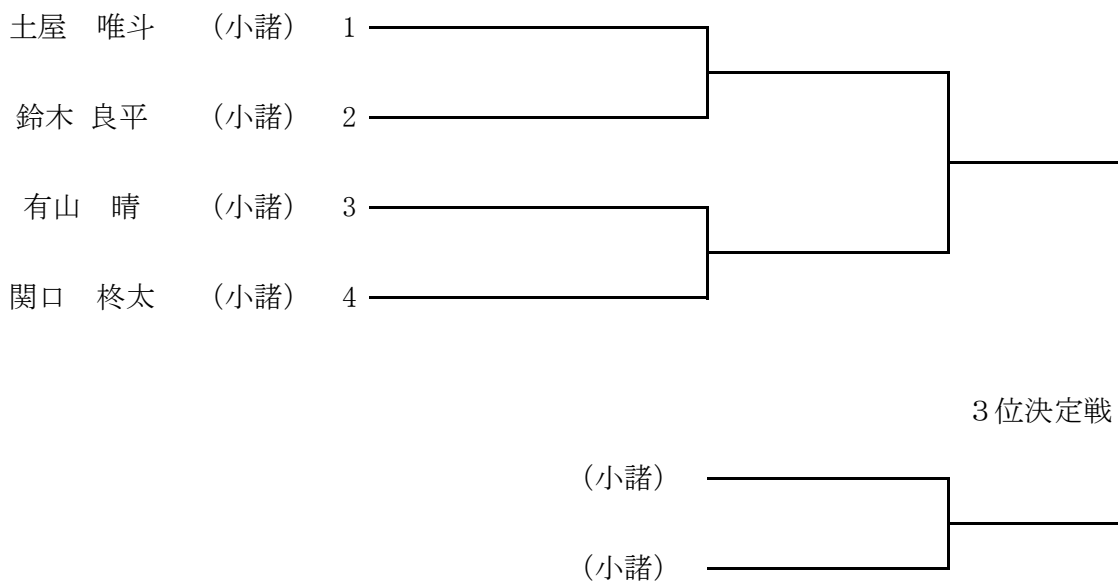 土屋　唯斗　（小諸）　1
鈴木 良平　（小諸）　2
有山　晴　（小諸）　3
関口　柊太　（小諸）　4
３位決定戦
（小諸）
（小諸）